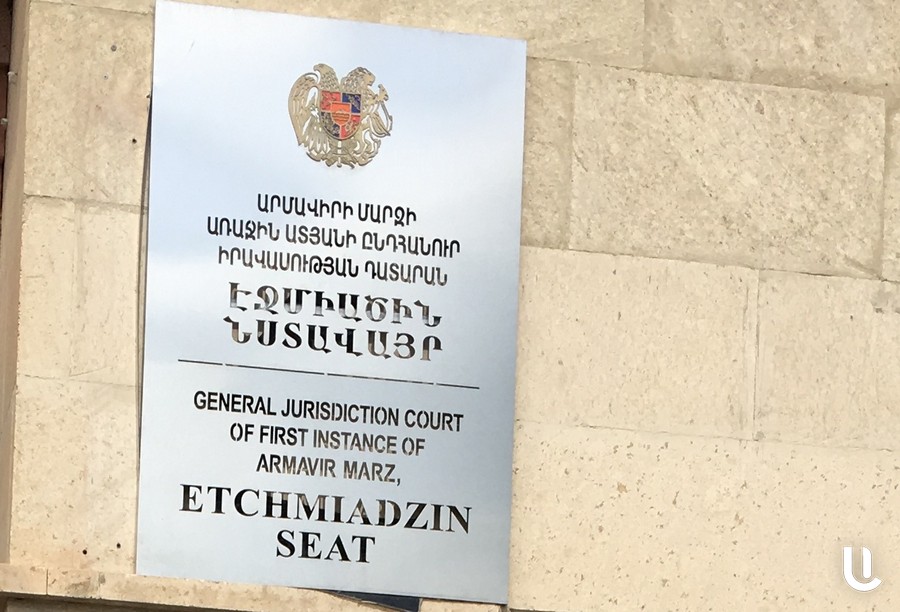 ԱՐՄԱՎԻՐԻ ՄԱՐԶԻ
ԱՌԱՋԻՆ ԱՏՅԱՆԻ ԸՆԴՀԱՆՈՒՐ
ԻՐԱՎԱՍՈՒԹՅԱՆ ԴԱՏԱՐԱՆ
ԷՋՄԻԱԾԻՆ
ՆՍՏԱՎԱՅՐ
GENERAL JURISDICTION COURT
OF FIRST INSTANCE OF
ARMAVIR MARZ,
ETCHMIADZIN
SEAT